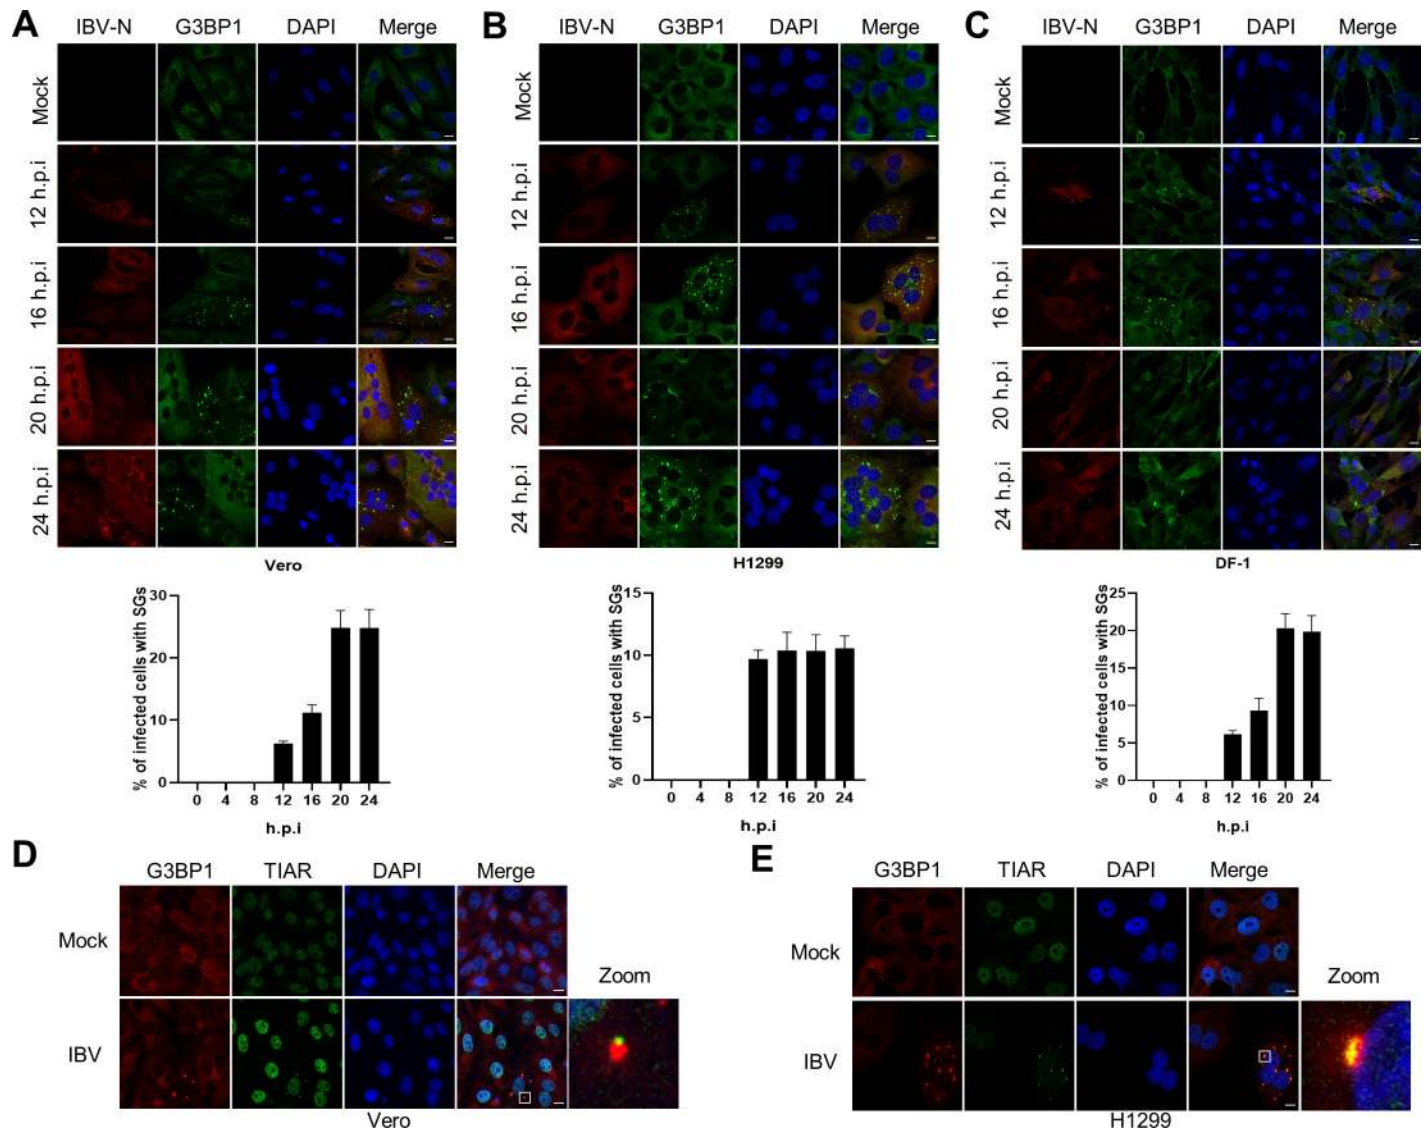 A
IBV-N G3BP1 DAPI Merge
Mock
12 h.p.i
16 h.p.i
20 h.p.i
24 h.p.i
Vero
% of infected cells with SGs
30
20
10
0
0 4 8 12 16 20 24
h.p.i
B
IBV-N G3BP1 DAPI Merge
Mock
12 h.p.i
16 h.p.i
20 h.p.i
24 h.p.i
H1299
% of infected cells with SGs
15
10
5
0
0 4 8 12 16 20 24
h.p.i
C
IBV-N G3BP1 DAPI Merge
Mock
12 h.p.i
16 h.p.i
20 h.p.i
24 h.p.i
DF-1
% of infected cells with SGs
25
20
15
10
5
0
0 4 8 12 16 20 24
h.p.i
D
G3BP1 TIAR DAPI Merge
Mock
Zoom
IBV
Vero
E
G3BP1 TIAR DAPI Merge
Mock
Zoom
IBV
H1299